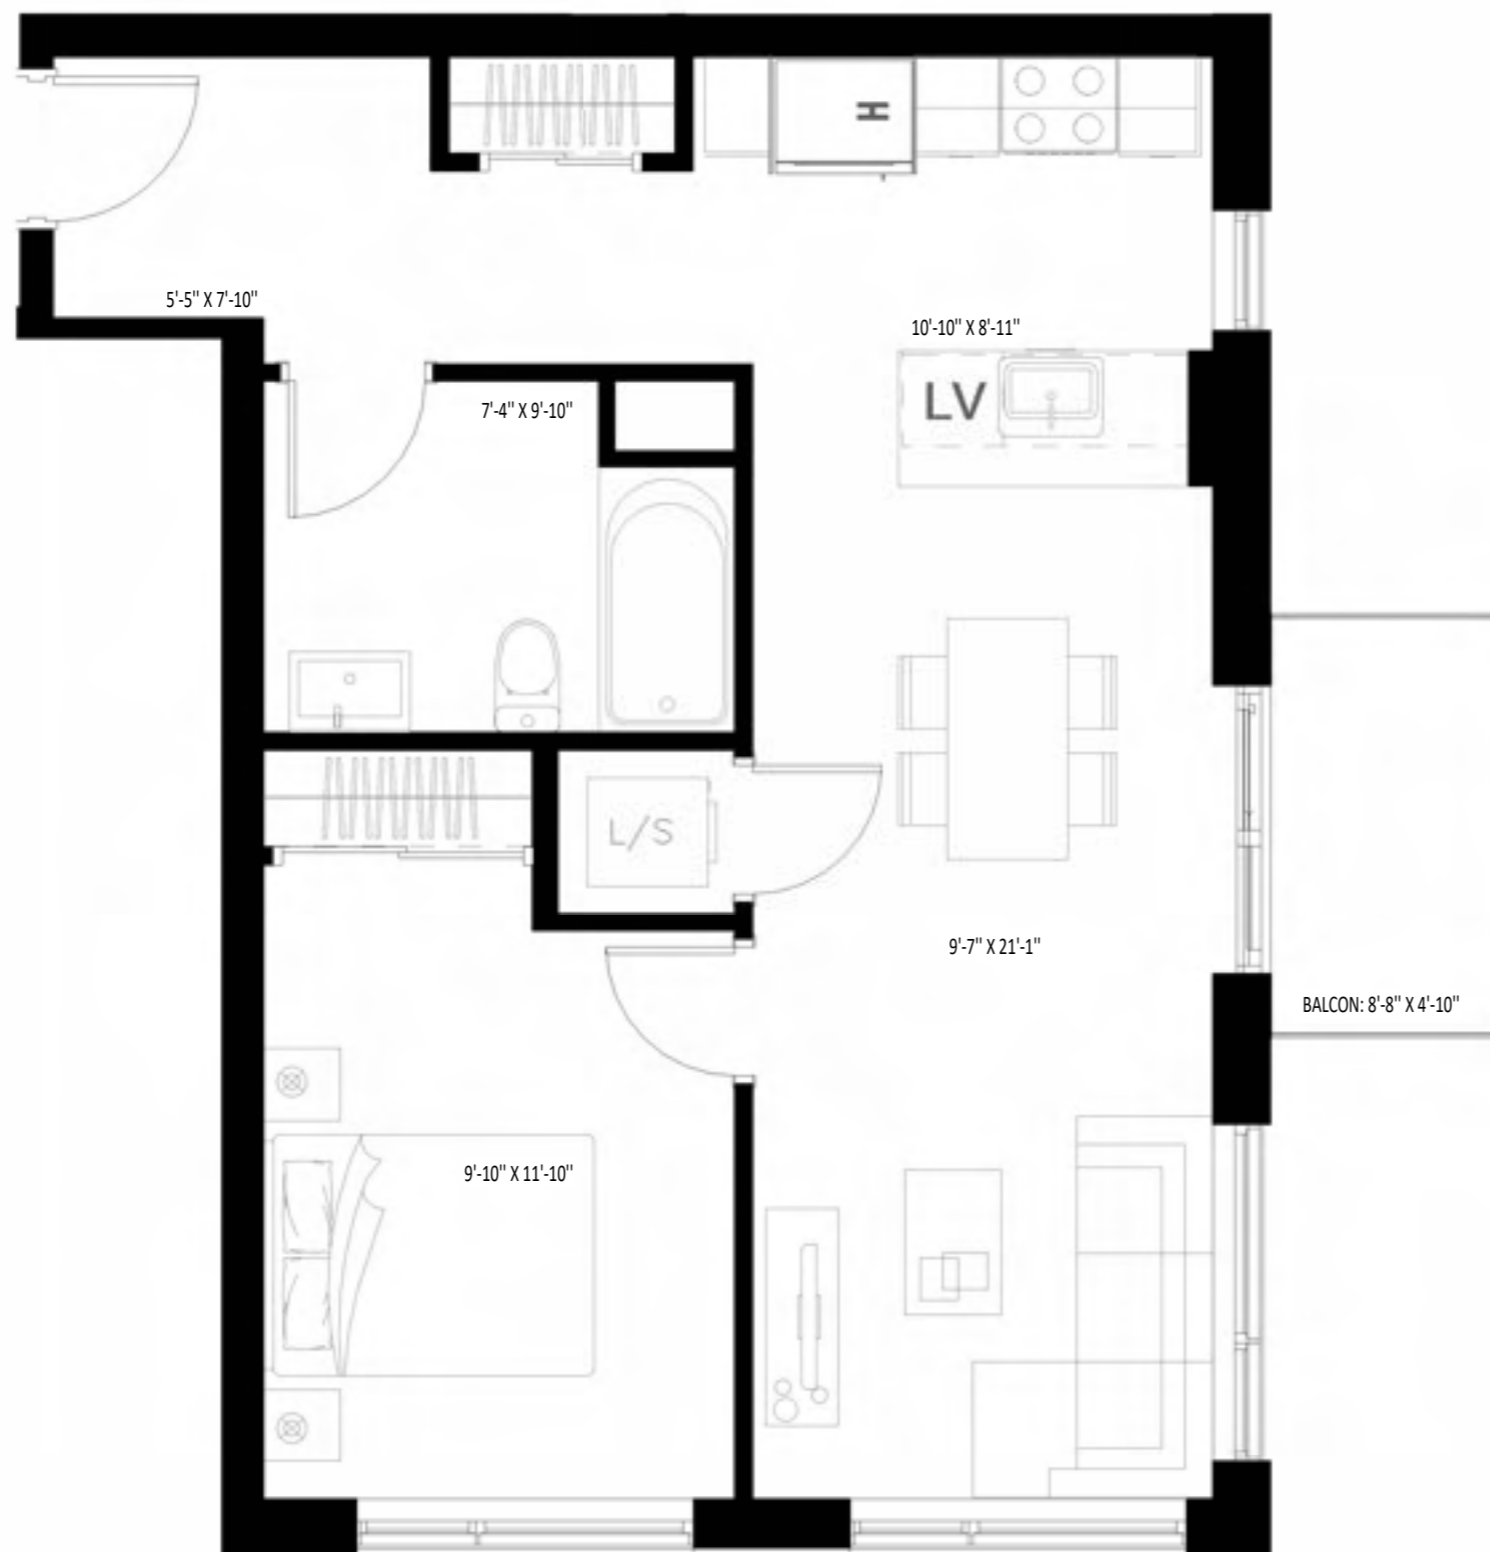 H
5'-5" X 7'-10"
10'-10" X 8'-11"
LV
7'-4" X 9'-10"
L/S
9'-7" X 21'-1"
BALCON: 8'-8" X 4'-10"
9'-10" X 11'-10"